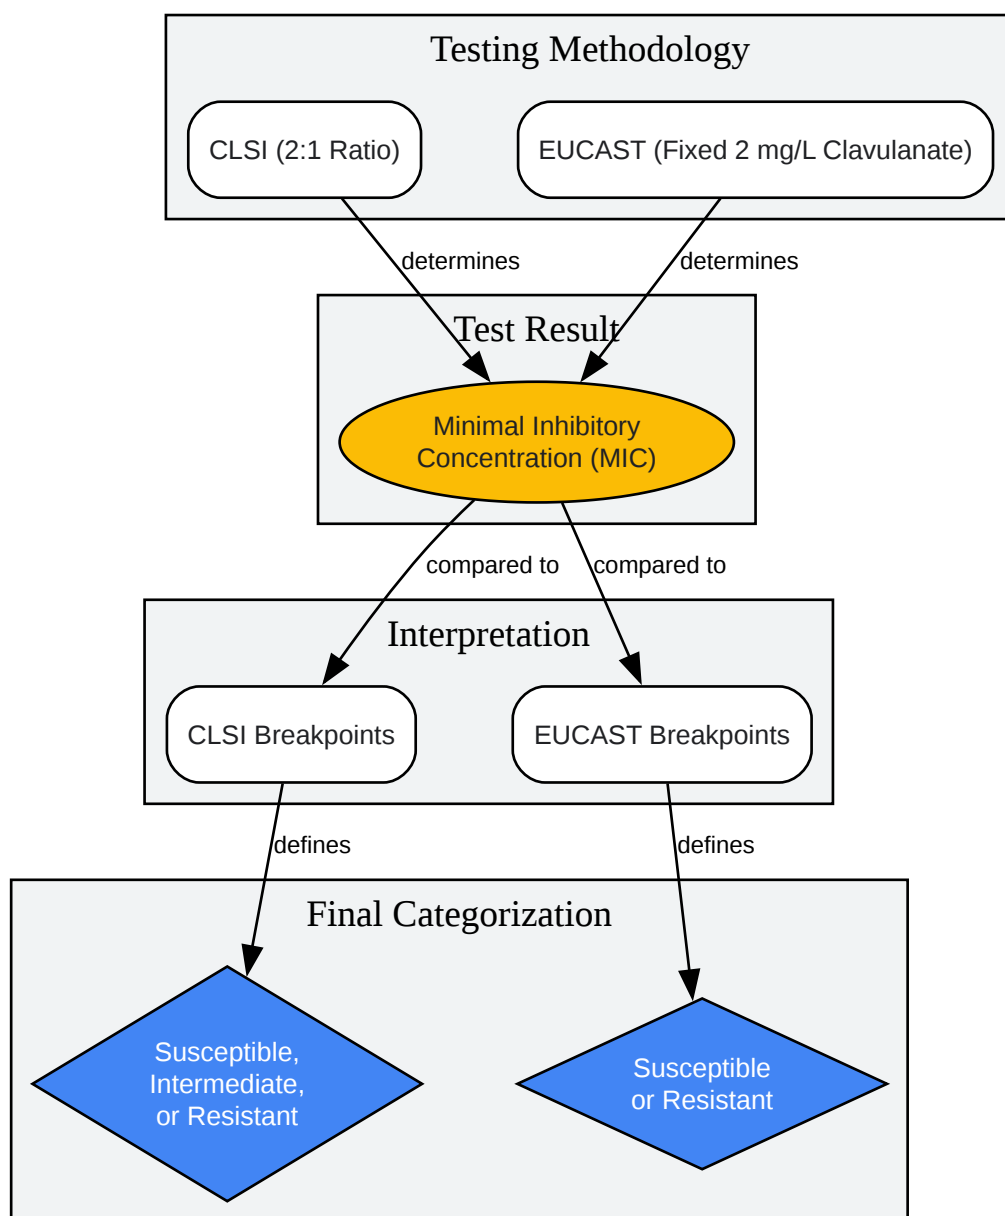 Testing Methodology
CLSI (2:1 Ratio)
EUCAST (Fixed 2 mg/L Clavulanate)
determines
determines
Test Result
Minimal Inhibitory
Concentration (MIC)
compared to
compared to
Interpretation
CLSI Breakpoints
EUCAST Breakpoints
defines
defines
Final Categorization
Susceptible,
Intermediate,
or Resistant
Susceptible
or Resistant